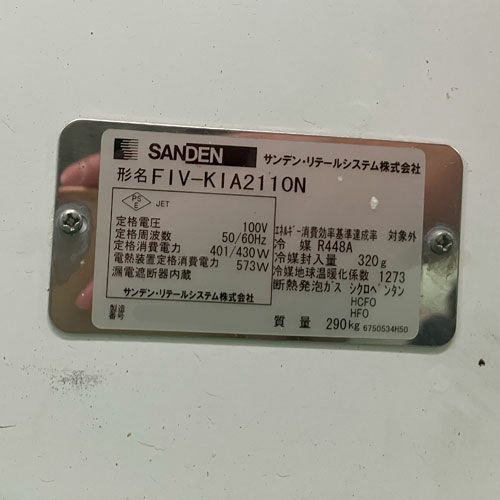 SANDEN サンデン・リテールシステム株式会社
形名 FIV-KIA2110N
PS E JET
定格電圧 100V
定格周波数 50/60Hz
定格消費電力 401/430W
電熱装置定格消費電力 573W
漏電遮断器内蔵
サンデン・リテールシステム株式会社
製造番号
エネルギー消費効率基準達成率 対象外
冷媒 R448A
冷媒封入量 320g
冷媒地球温暖化係数 1273
断熱発泡ガス シクロペンタン
HCFO
HFO
質量 290kg 6750534H50